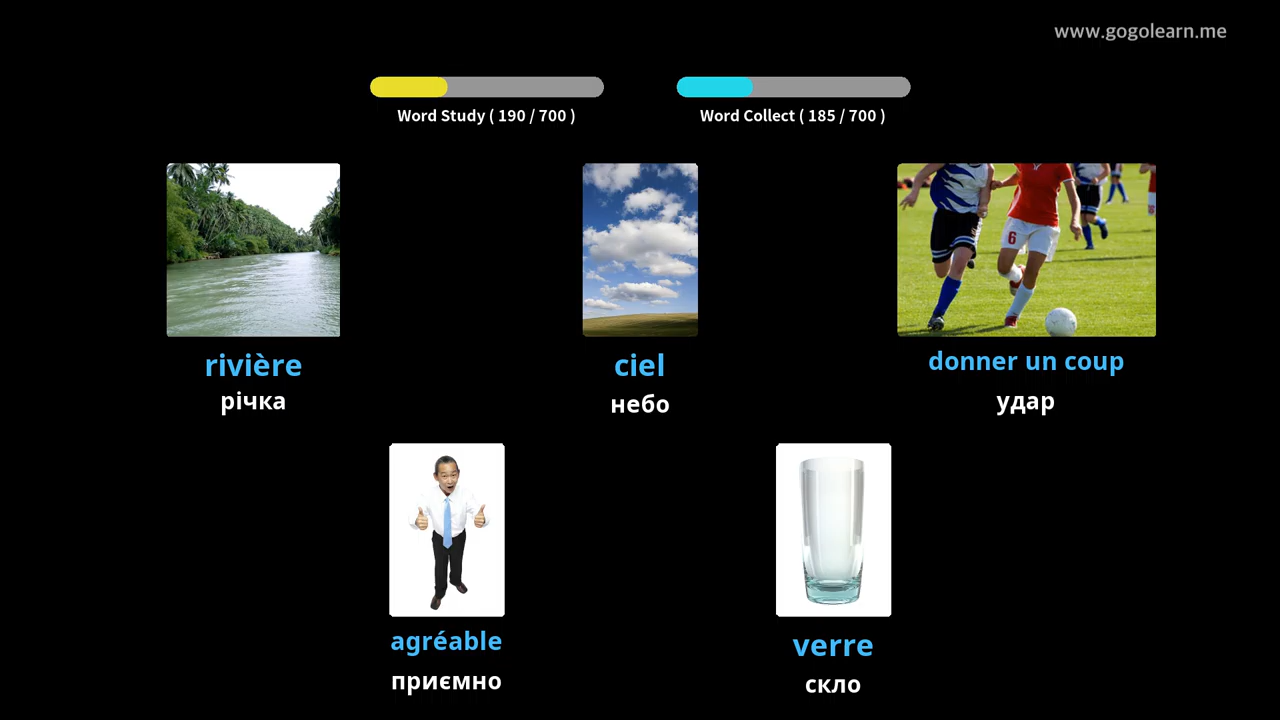 www.gogolearn.me
Word Study ( 190 / 700 )
Word Collect ( 185 / 700 )
rivière
річка
ciel
небо
donner un coup
удар
6
agréable
приємно
verre
скло